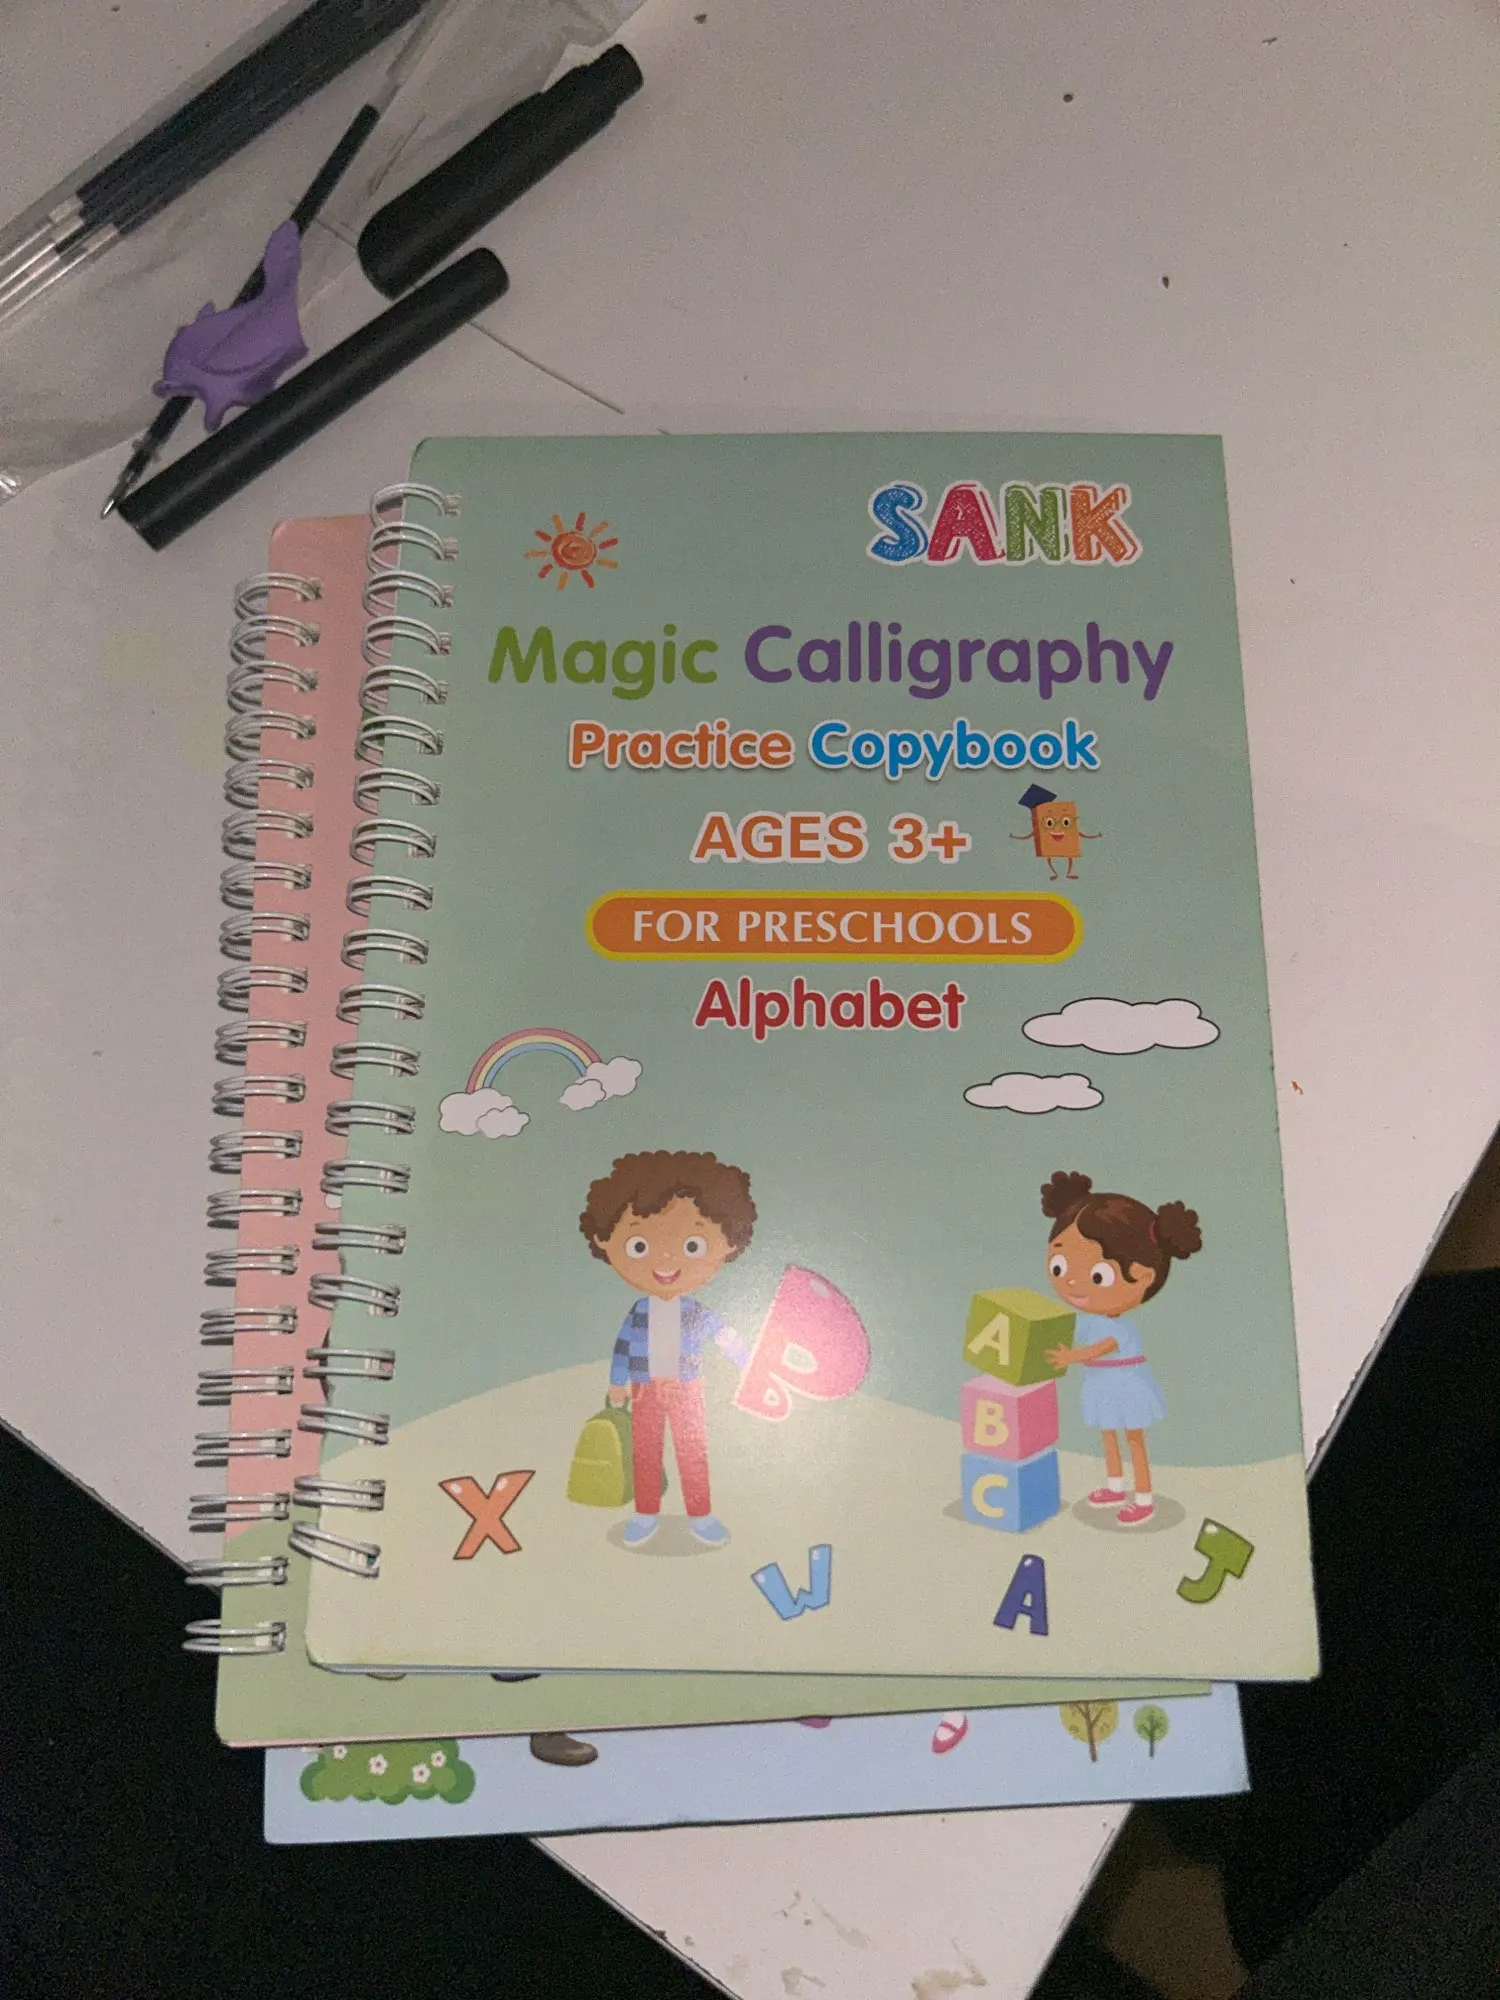 SANK
Magic Calligraphy
Practice Copybook
AGES 3+
FOR PRESCHOOLS
Alphabet
A
B
C
X
W
A
J